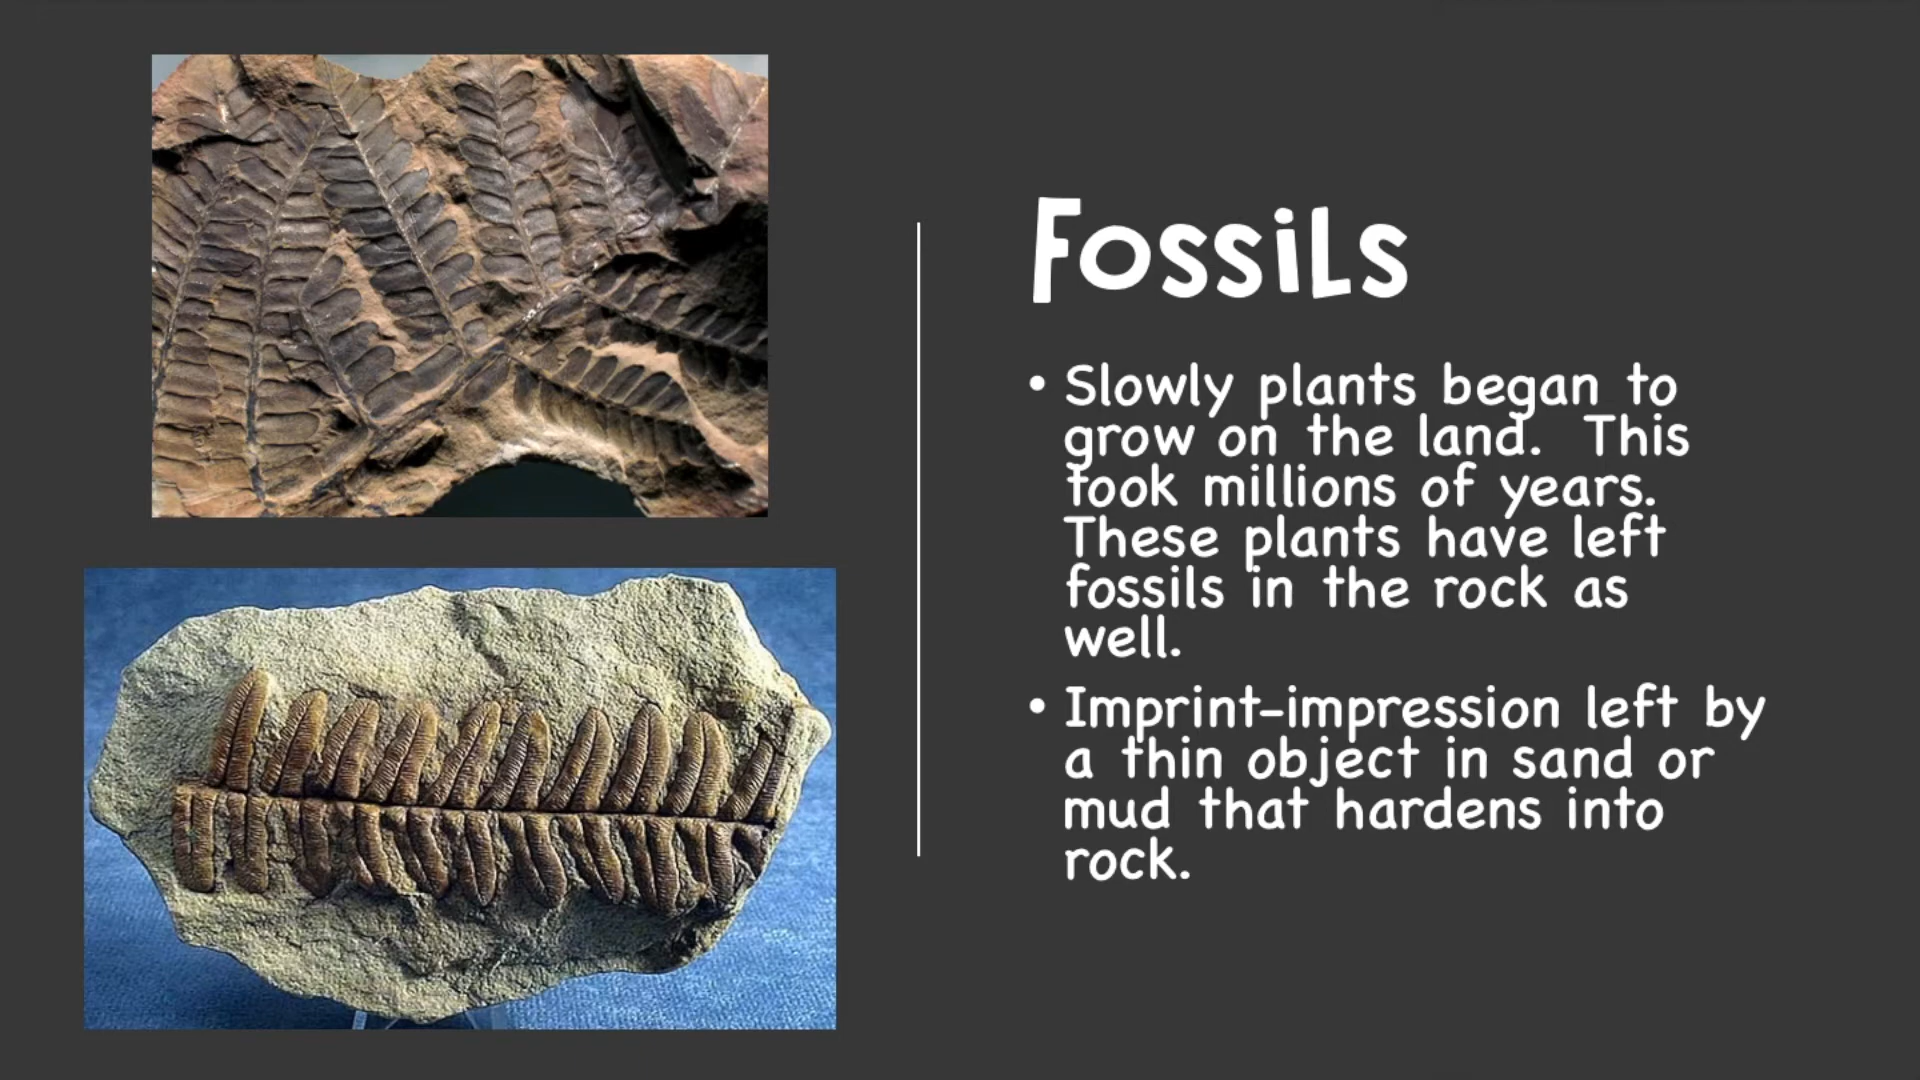 Fossils
• Slowly plants began to
grow on the land.  This
took millions of years.
These plants have left
fossils in the rock as
well.
• Imprint-impression left by
a thin object in sand or
mud that hardens into
rock.